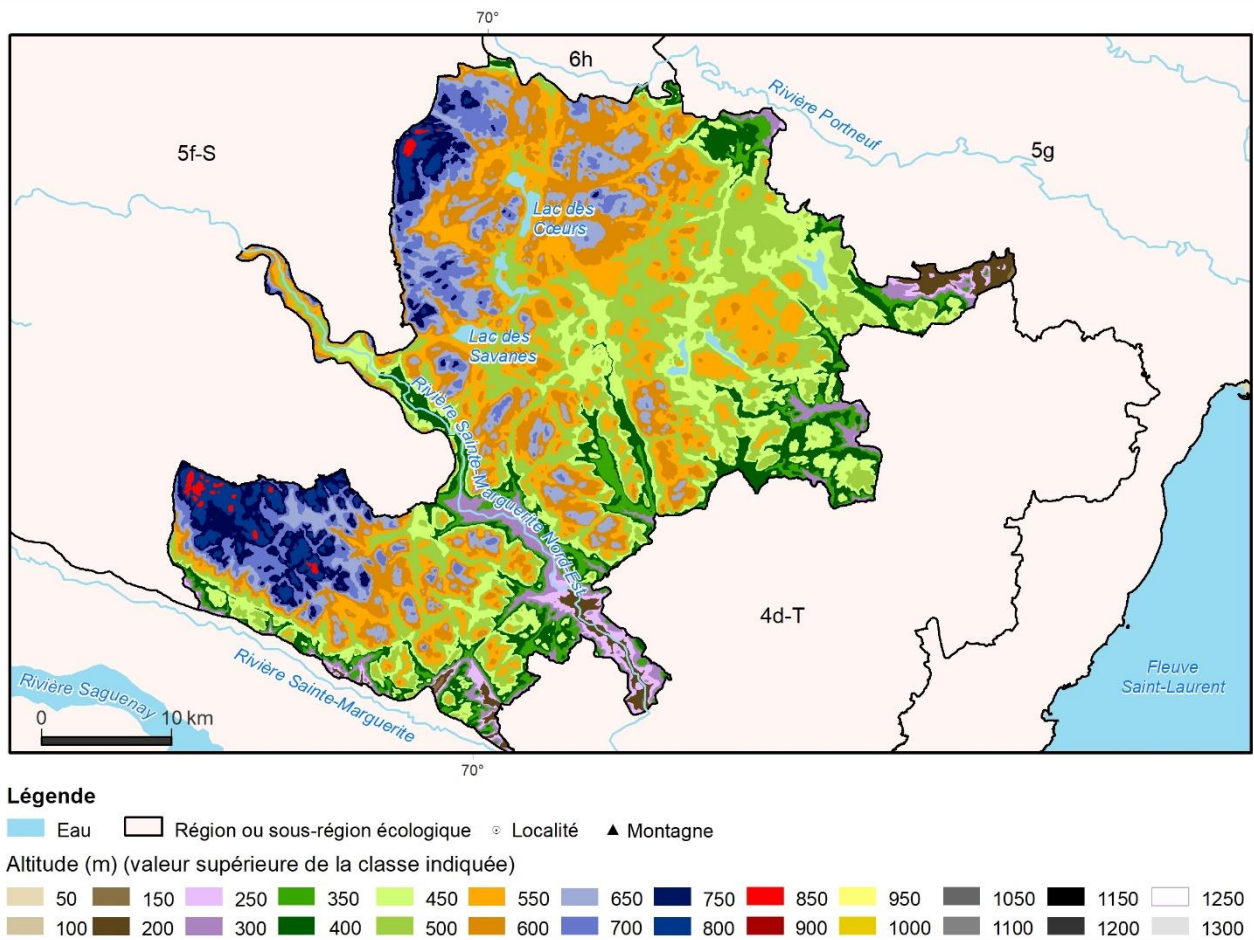 70°
6h
Rivière Portneuf
5f-S
5g
Lac des
Cœurs
Lac des
Savanes
Rivière Sainte-Marguerite Nord-Est
4d-T
Fleuve
Saint-Laurent
Rivière Sainte-Marguerite
Rivière Saguenay
0 10 km
70°
Légende
Eau Région ou sous-région écologique Localité Montagne
Altitude (m) (valeur supérieure de la classe indiquée)
50 150 250 350 450 550 650 750 850 950 1050 1150 1250
100 200 300 400 500 600 700 800 900 1000 1100 1200 1300